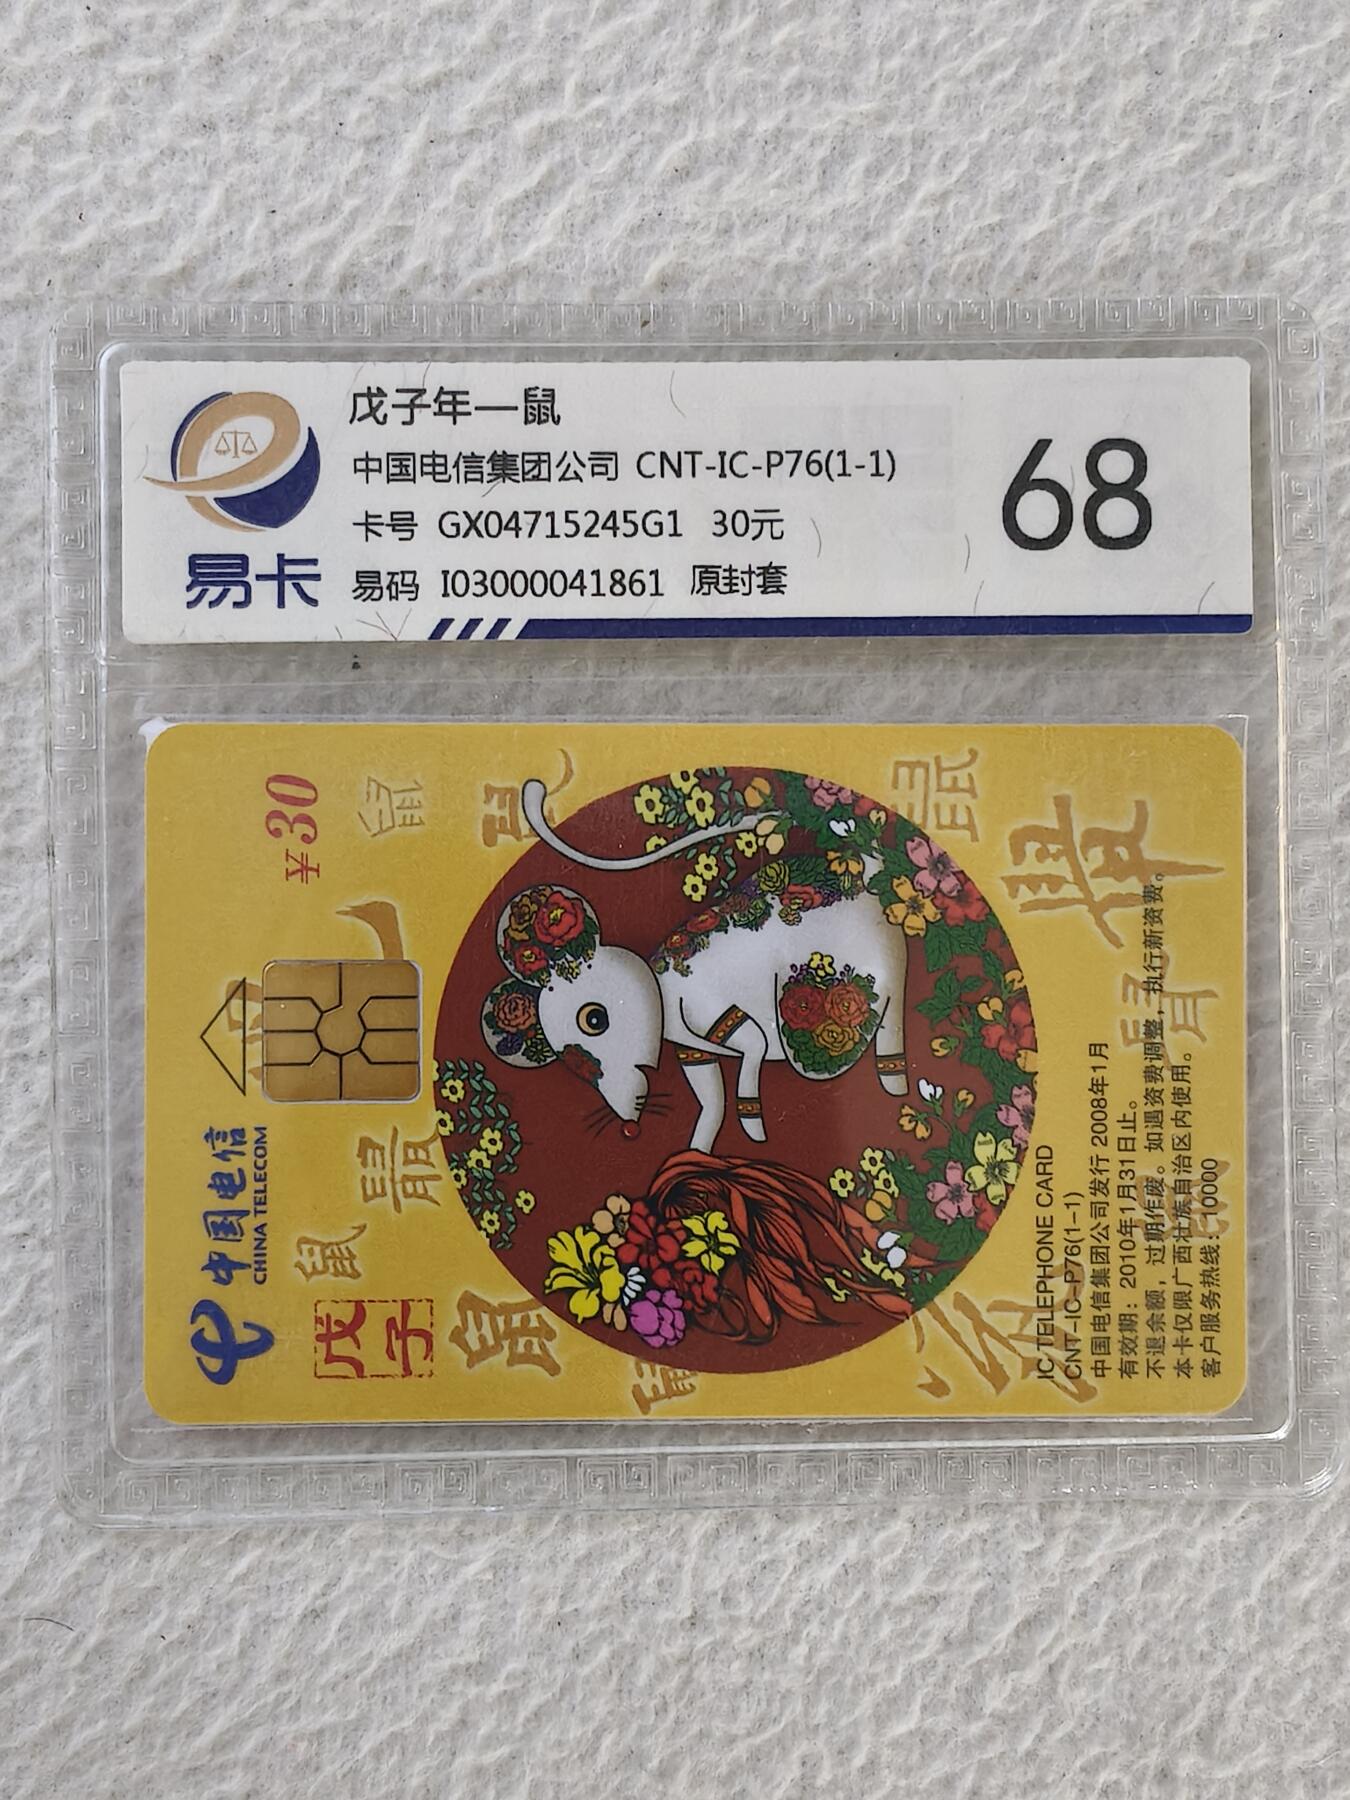 戊子年—鼠
中国电信集团公司 CNT-IC-P76(1-1)
卡号 GX04715245G1 30元
易码 I03000041861 原封套
易卡
68
中国电信
CHINA TELECOM
¥30
戊子
鼠
鼠
鼠
鼠
鼠
鼠
IC TELEPHONE CARD
CNT-IC-P76(1-1)
中国电信集团公司发行 2008年1月
有效期：2010年1月31日止。
不退余额，过期作废。如遇资费调整，执行新资费。
本卡仅限广西壮族自治区内使用。
客户服务热线：10000